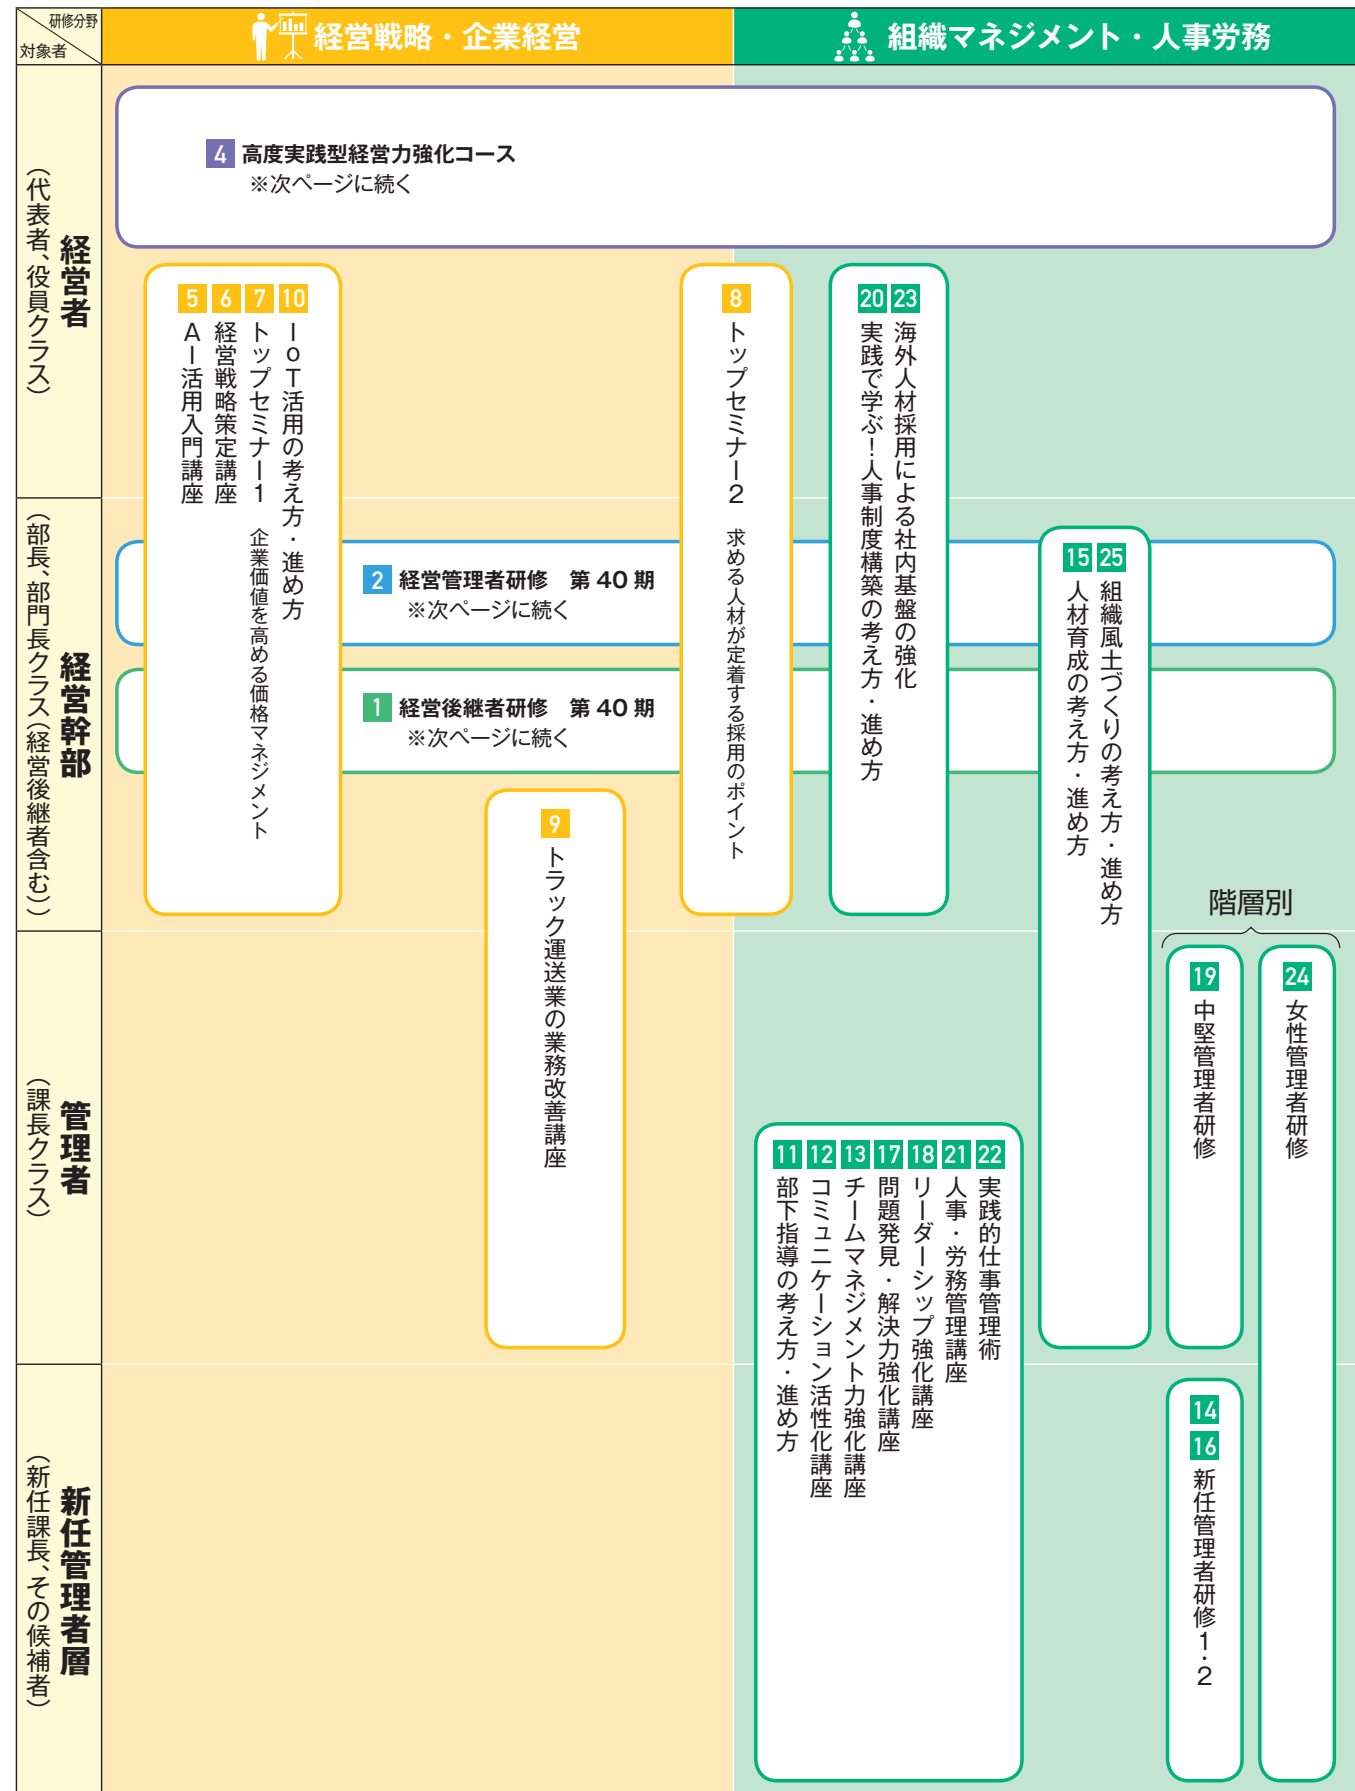 研修分野
対象者
経営戦略・企業経営
組織マネジメント・人事労務
経営者
（代表者、役員クラス）
4 高度実践型経営力強化コース
※次ページに続く
5 AI活用入門講座
6 経営戦略策定講座
7 トップセミナー1 企業価値を高める価格マネジメント
10 IoT活用の考え方・進め方
8 トップセミナー2 求める人材が定着する採用のポイント
20 実践で学ぶ！人事制度構築の考え方・進め方
23 海外人材採用による社内基盤の強化
経営幹部
（部長、部門長クラス（経営後継者含む））
2 経営管理者研修 第40期
※次ページに続く
1 経営後継者研修 第40期
※次ページに続く
15 人材育成の考え方・進め方
25 組織風土づくりの考え方・進め方
9 トラック運送業の業務改善講座
階層別
管理者
（課長クラス）
19 中堅管理者研修
24 女性管理者研修
11 部下指導の考え方・進め方
12 コミュニケーション活性化講座
13 チームマネジメント力強化講座
17 問題発見・解決力強化講座
18 リーダーシップ強化講座
21 人事・労務管理講座
22 実践的仕事管理術
新任管理者層
（新任課長、その候補者）
14
16 新任管理者研修1・2